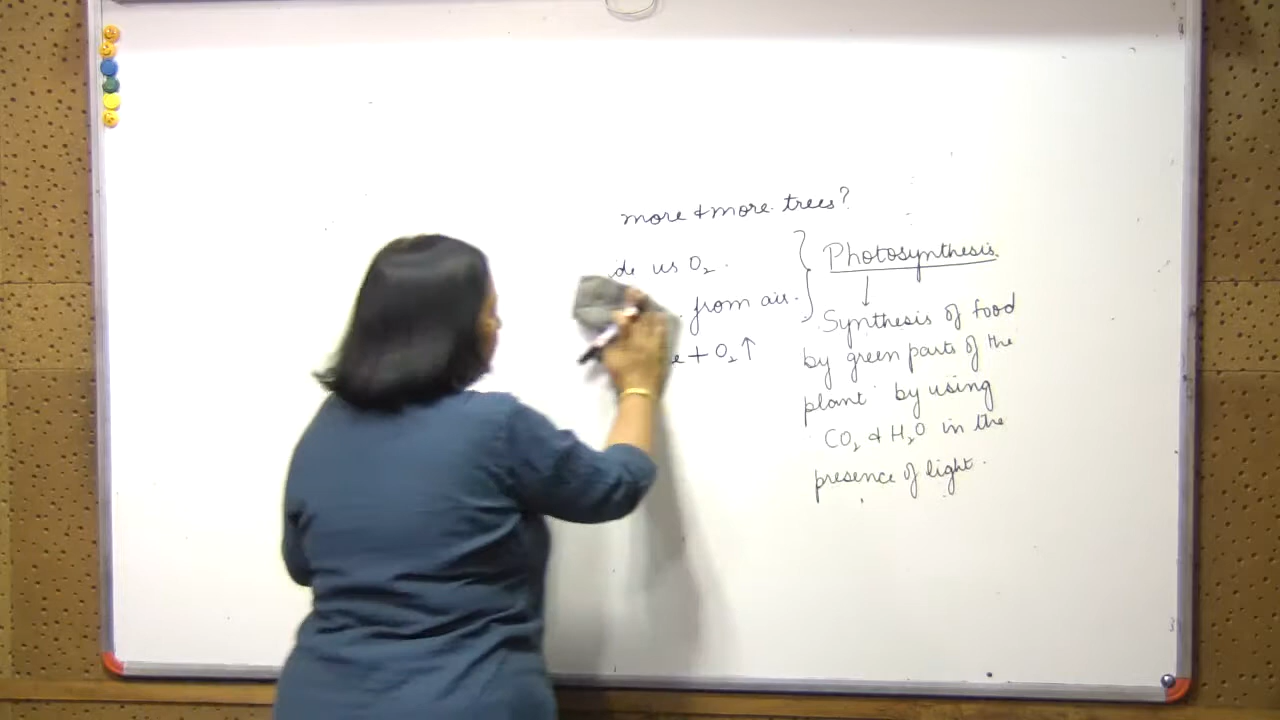 more & more trees?
us O₂.
from air.
+ O₂ ↑
Photosynthesis.
Synthesis of food
by green parts of the
plant by using
CO₂ & H₂O in the
presence of light.